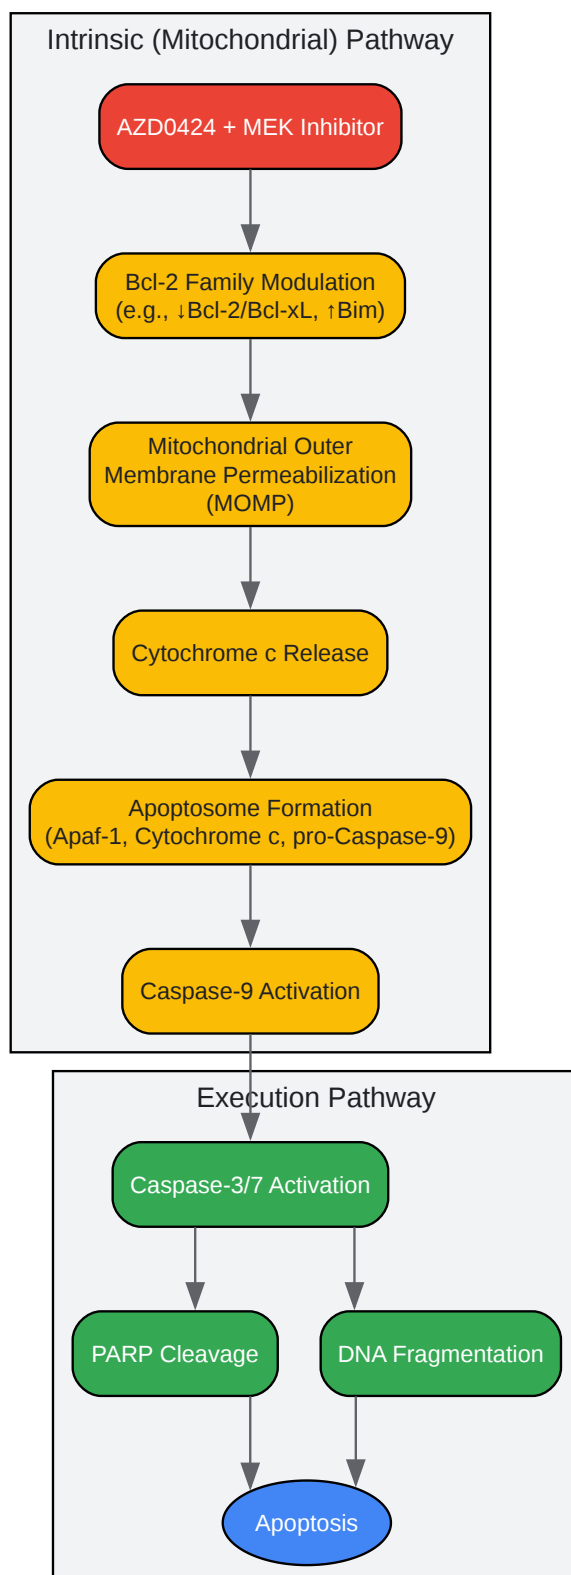 Intrinsic (Mitochondrial) Pathway
AZD0424 + MEK Inhibitor
Bcl-2 Family Modulation
(e.g., ↓Bcl-2/Bcl-xL, ↑Bim)
Mitochondrial Outer
Membrane Permeabilization
(MOMP)
Cytochrome c Release
Apoptosome Formation
(Apaf-1, Cytochrome c, pro-Caspase-9)
Caspase-9 Activation
Execution Pathway
Caspase-3/7 Activation
PARP Cleavage
DNA Fragmentation
Apoptosis